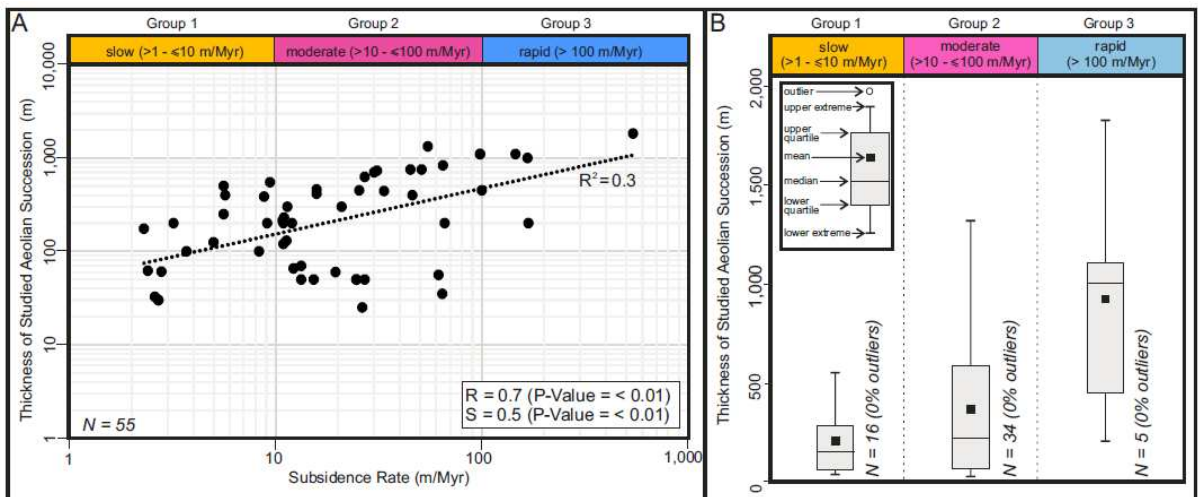 A
Group 1
Group 2
Group 3
slow (>1 - ⩽10 m/Myr)
moderate (>10 - ⩽100 m/Myr)
rapid (> 100 m/Myr)
Thickness of Studied Aeolian Succession (m)
10,000
1,000
100
10
1
R²=0.3
R = 0.7 (P-Value = < 0.01)
S = 0.5 (P-Value = < 0.01)
N = 55
1
10
100
1,000
Subsidence Rate (m/Myr)
B
Group 1
Group 2
Group 3
slow
(>1 - ⩽10 m/Myr)
moderate
(>10 - ⩽100 m/Myr)
rapid
(> 100 m/Myr)
Thickness of Studied Aeolian Succession (m)
2,000
1,500
1,000
500
0
outlier
upper extreme
upper
quartile
mean
median
lower
quartile
lower extreme
N = 16 (0% outliers)
N = 34 (0% outliers)
N = 5 (0% outliers)